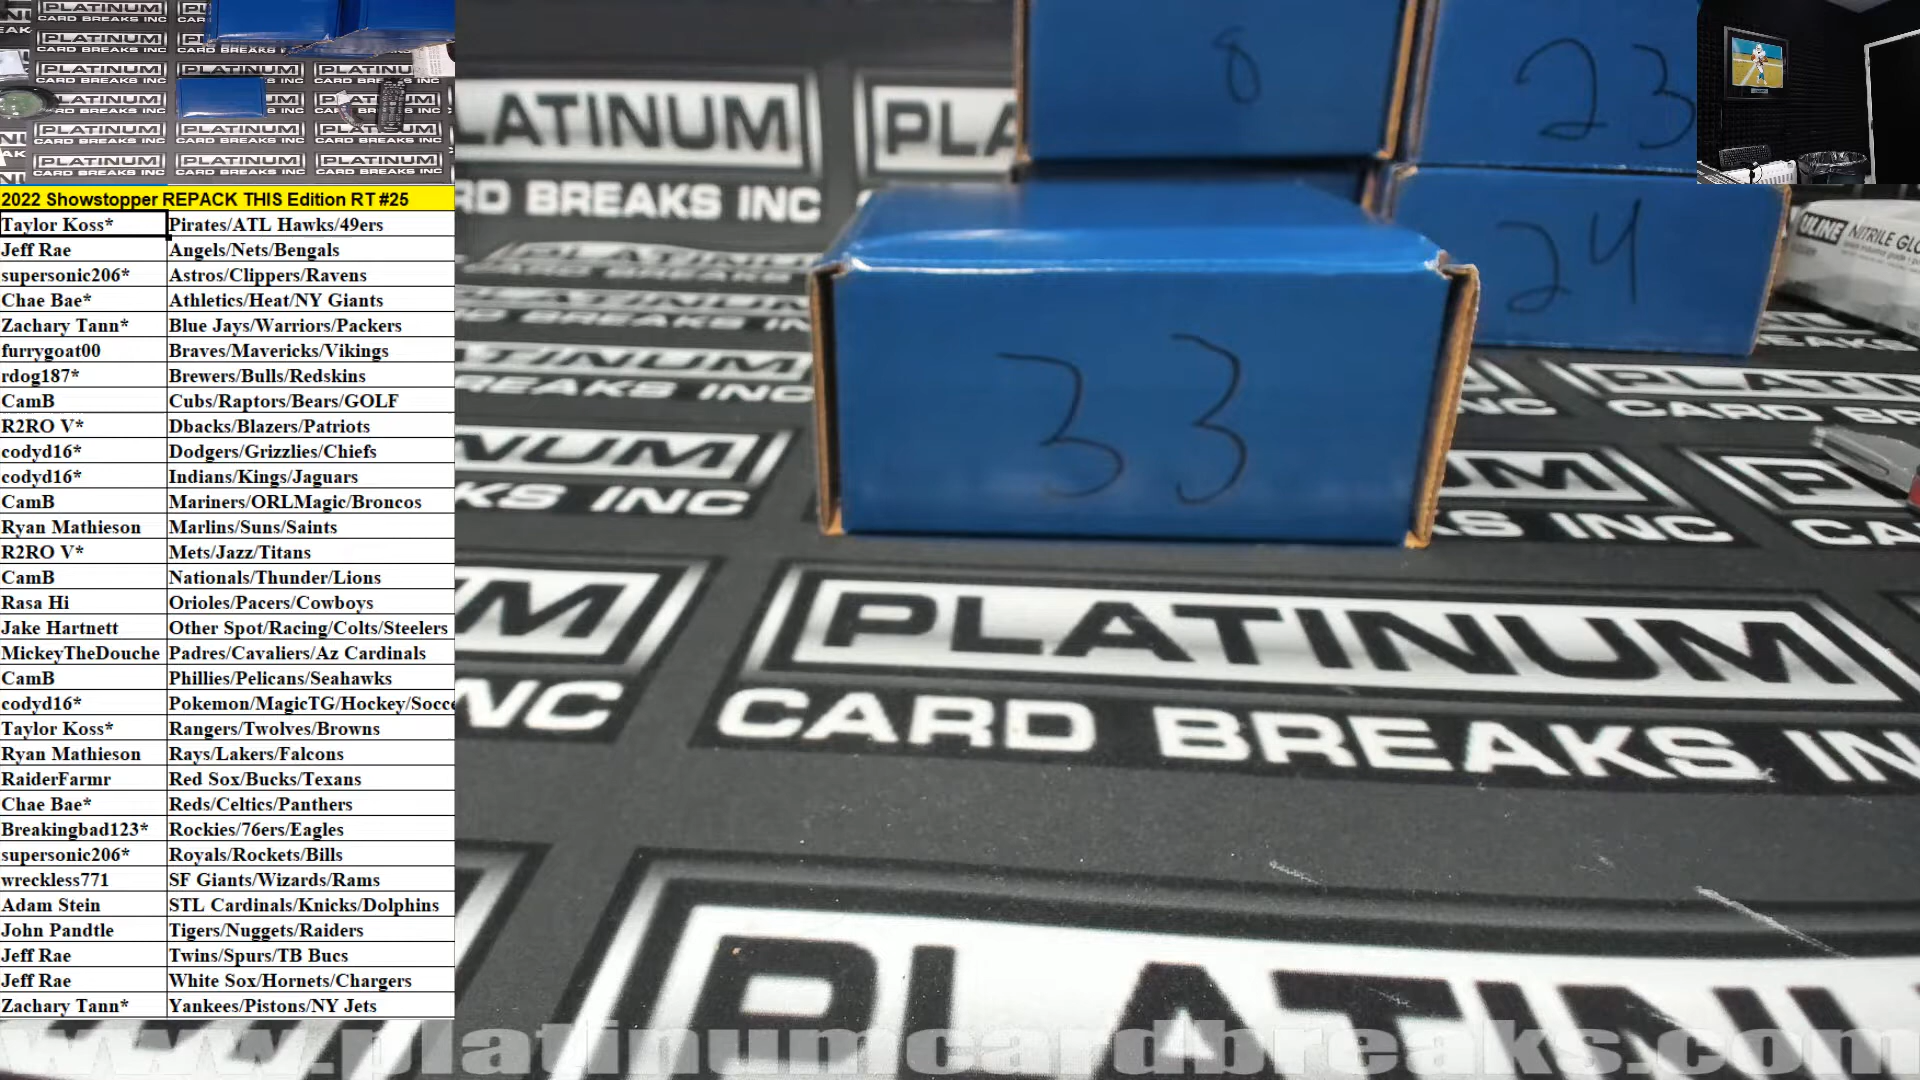 2022 Showstopper REPACK THIS Edition RT #25
Taylor Koss* Pirates/ATL Hawks/49ers
Jeff Rae Angels/Nets/Bengals
supersonic206* Astros/Clippers/Ravens
Chae Bae* Athletics/Heat/NY Giants
Zachary Tann* Blue Jays/Warriors/Packers
furrygoat00 Braves/Mavericks/Vikings
rdog187* Brewers/Bulls/Redskins
CamB Cubs/Raptors/Bears/GOLF
R2RO V* Dbacks/Blazers/Patriots
codyd16* Dodgers/Grizzlies/Chiefs
codyd16* Indians/Kings/Jaguars
CamB Mariners/ORLMagic/Broncos
Ryan Mathieson Marlins/Suns/Saints
R2RO V* Mets/Jazz/Titans
CamB Nationals/Thunder/Lions
Rasa Hi Orioles/Pacers/Cowboys
Jake Hartnett Other Spot/Racing/Colts/Steelers
MickeyTheDouche Padres/Cavaliers/Az Cardinals
CamB Phillies/Pelicans/Seahawks
codyd16* Pokemon/MagicTG/Hockey/Socce
Taylor Koss* Rangers/Twolves/Browns
Ryan Mathieson Rays/Lakers/Falcons
RaiderFarmr Red Sox/Bucks/Texans
Chae Bae* Reds/Celtics/Panthers
Breakingbad123* Rockies/76ers/Eagles
supersonic206* Royals/Rockets/Bills
wreckless771 SF Giants/Wizards/Rams
Adam Stein STL Cardinals/Knicks/Dolphins
John Pandtle Tigers/Nuggets/Raiders
Jeff Rae Twins/Spurs/TB Bucs
Jeff Rae White Sox/Hornets/Chargers
Zachary Tann* Yankees/Pistons/NY Jets
8
23
24
33
ULINE NITRILE GLO
PLATINUM
CARD BREAKS INC
PLATINUM
CARD BREAKS IN
PLATINUM
www.platinumcardbreaks.com